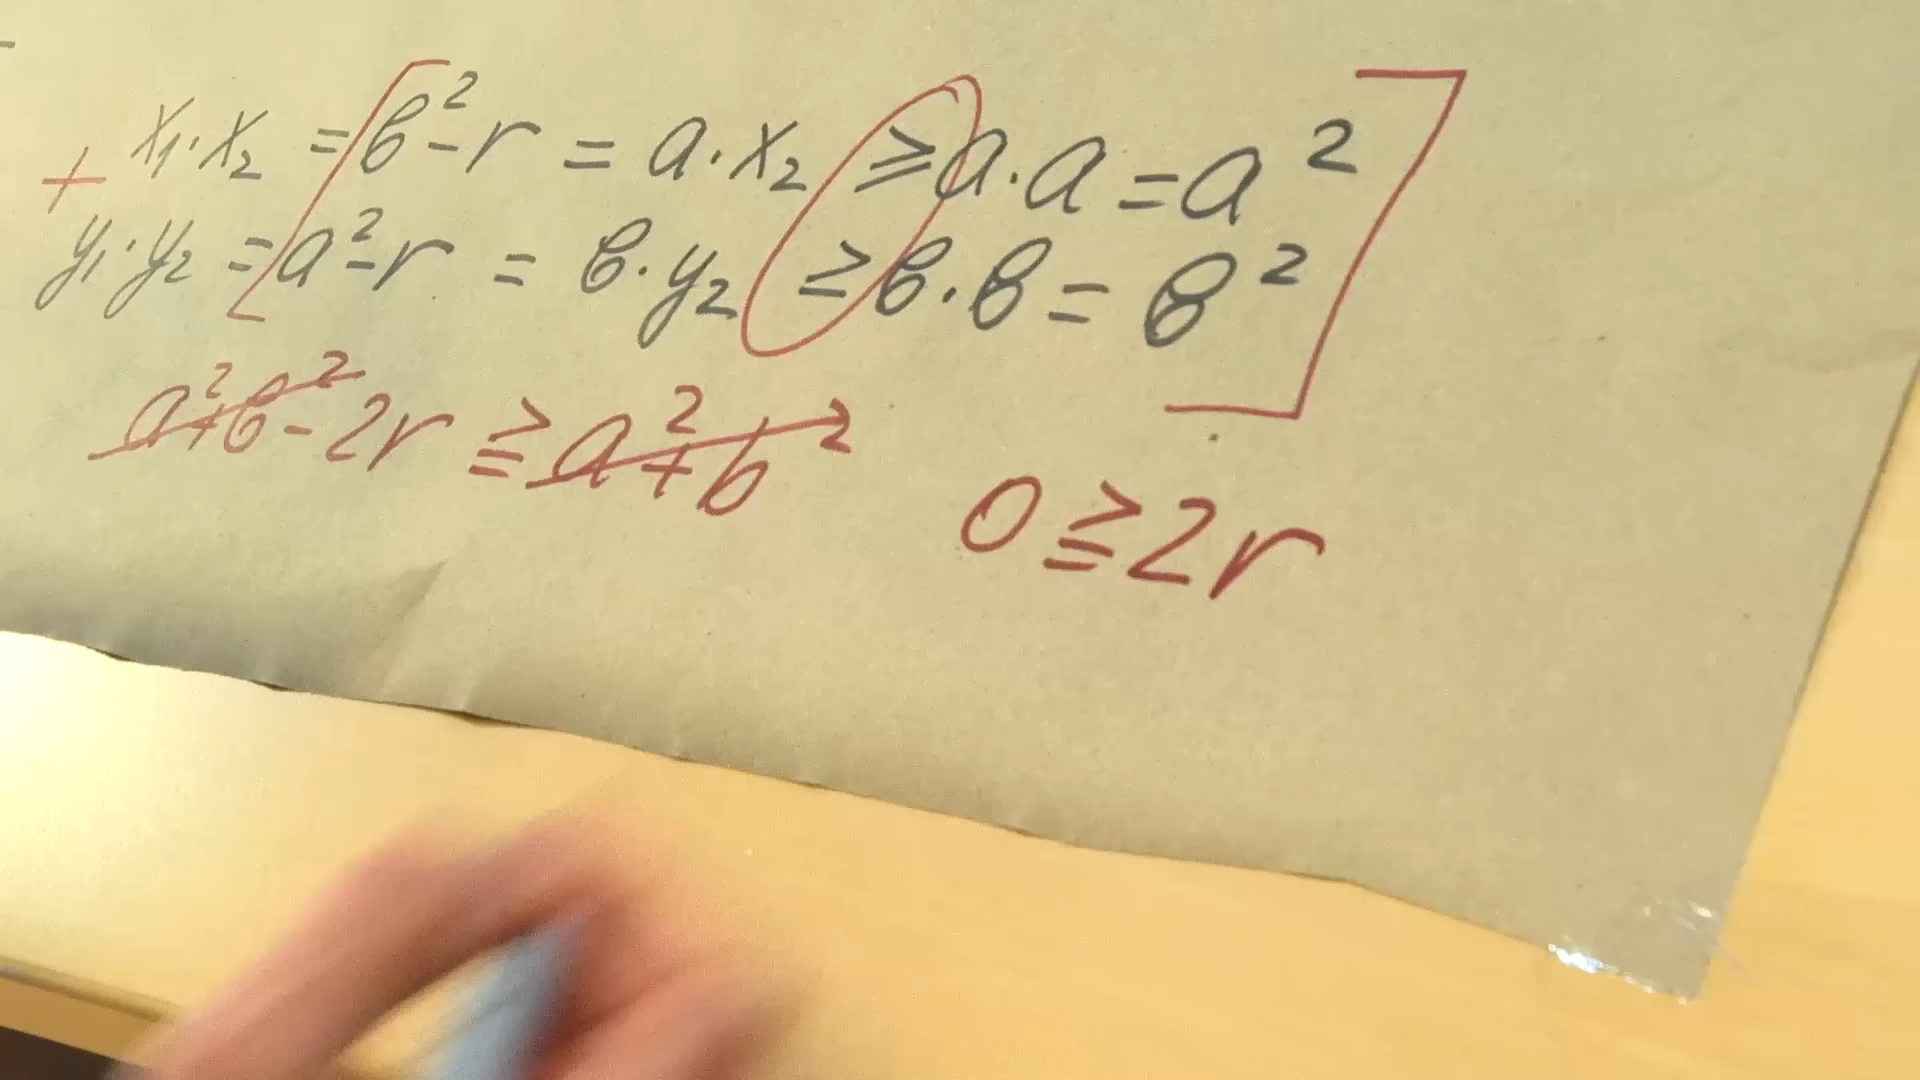 x₁·x₂ = b²-r = a·x₂ ≥ a·a = a²
+
y₁·y₂ = a²-r = b·y₂ ≥ b·b = b²
a²+b²-2r ≧ a²+b² 0 ≧ 2r